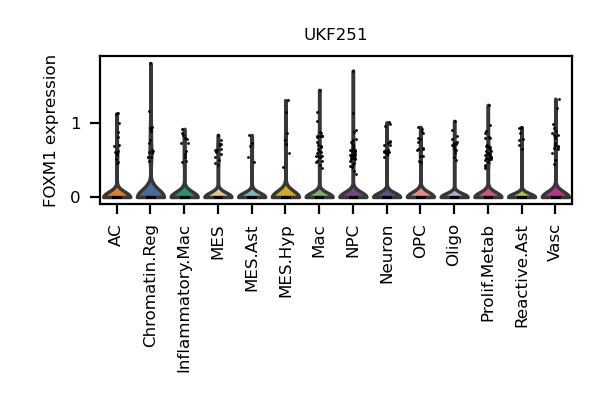 UKF251
FOXM1 expression
1
0
AC
Chromatin.Reg
Inflammatory.Mac
MES
MES.Ast
MES.Hyp
Mac
NPC
Neuron
OPC
Oligo
Prolif.Metab
Reactive.Ast
Vasc